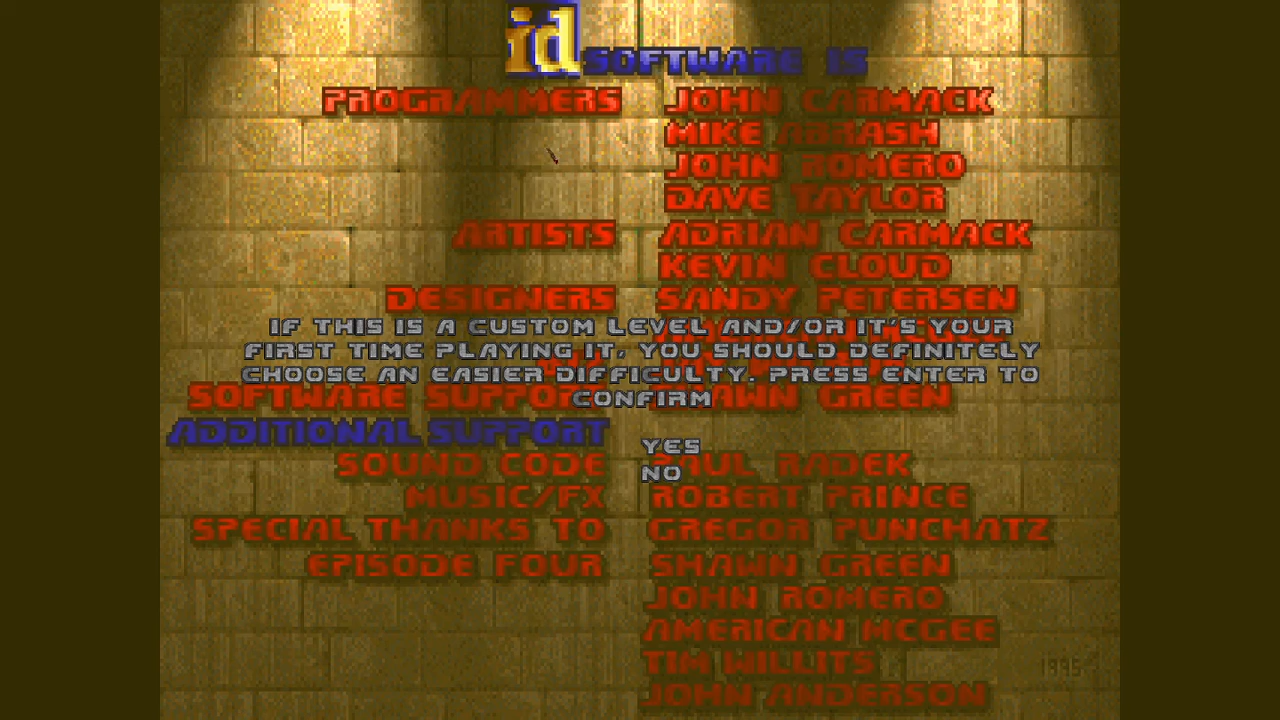 id SOFTWARE IS
PROGRAMMERS JOHN CARMACK
MIKE ABRASH
JOHN ROMERO
DAVE TAYLOR
ARTISTS ADRIAN CARMACK
KEVIN CLOUD
DESIGNERS SANDY PETERSEN
IF THIS IS A CUSTOM LEVEL AND/OR IT'S YOUR
FIRST TIME PLAYING IT, YOU SHOULD DEFINITELY
CHOOSE AN EASIER DIFFICULTY. PRESS ENTER TO
CONFIRM
SOFTWARE SUPPORT SHAWN GREEN
ADDITIONAL SUPPORT
YES
NO
SOUND CODE PAUL RADEK
MUSIC/FX ROBERT PRINCE
SPECIAL THANKS TO GREGOR PUNCHATZ
EPISODE FOUR SHAWN GREEN
JOHN ROMERO
AMERICAN MCGEE
TIM WILLITS
JOHN ANDERSON
1995